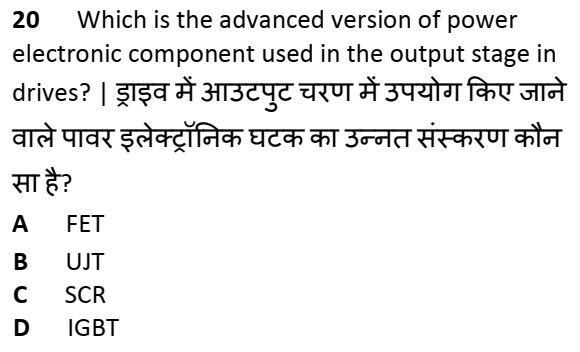 20 Which is the advanced version of power
electronic component used in the output stage in
drives? | ड्राइव में आउटपुट चरण में उपयोग किए जाने
वाले पावर इलेक्ट्रॉनिक घटक का उन्नत संस्करण कौन
सा है?
A FET
B UJT
C SCR
D IGBT